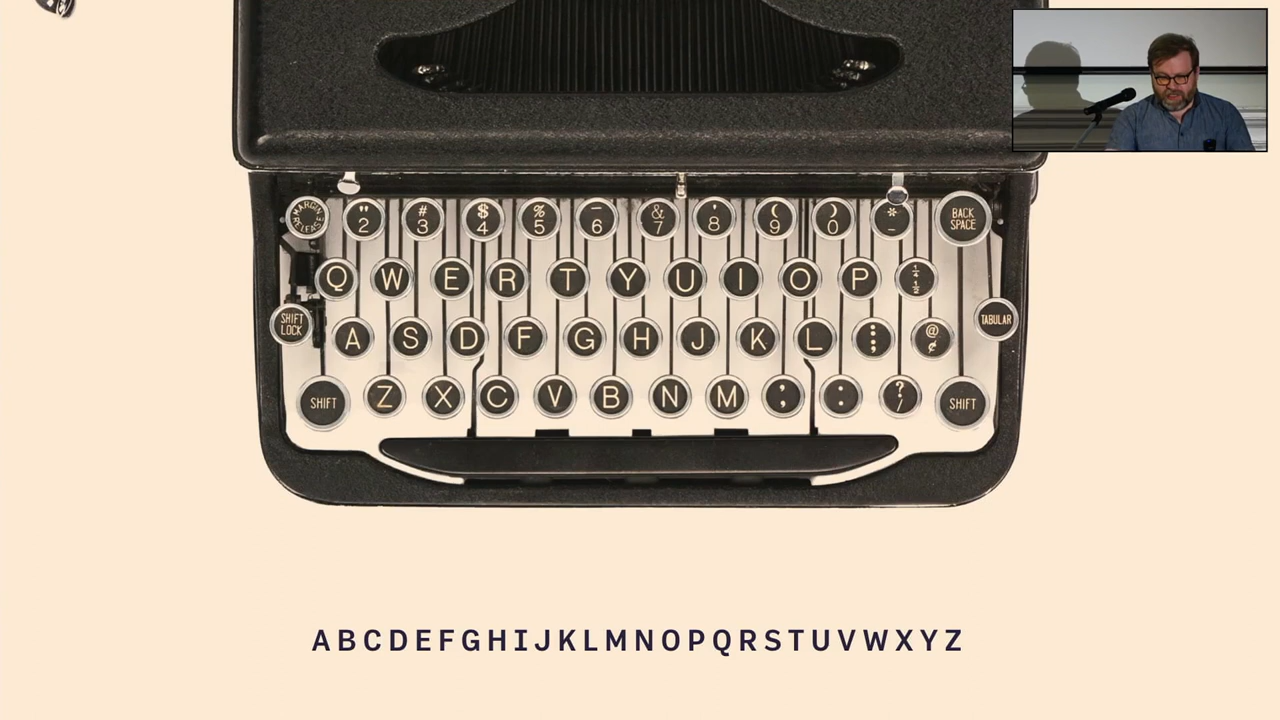 MARGIN RELEASE " 2 # 3 $ 4 % 5 _ 6 & 7 ' 8 ( 9 ) 0 * - BACK SPACE
Q W E R T Y U I O P ¼ ½
SHIFT LOCK A S D F G H J K L : ; @ ¢ TABULAR
SHIFT Z X C V B N M , . ? / SHIFT
ABCDEFGHIJKLMNOPQRSTUVWXYZ